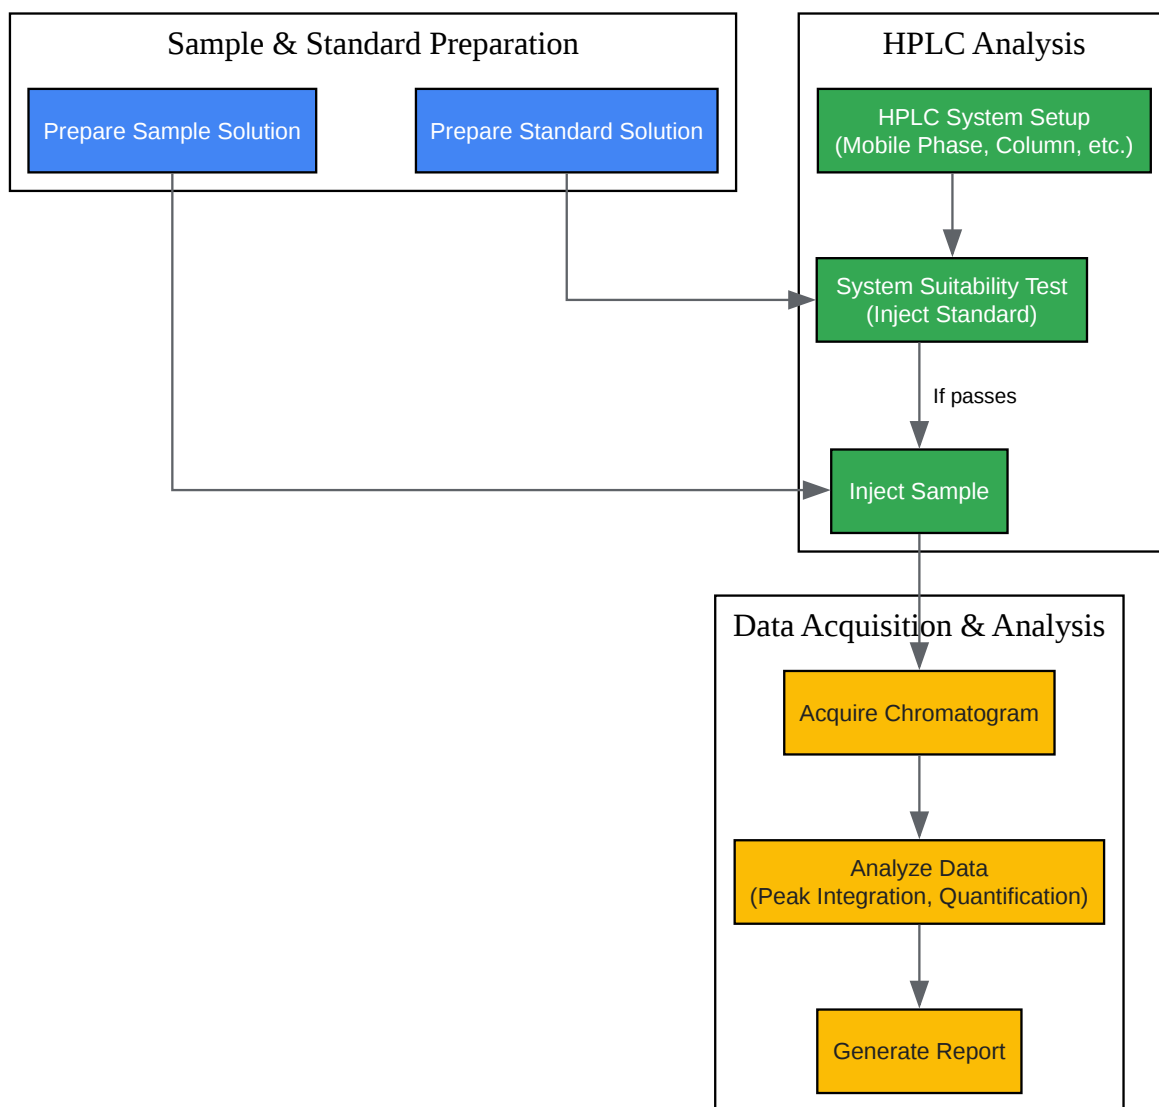 Sample & Standard Preparation
Prepare Sample Solution
Prepare Standard Solution
HPLC Analysis
HPLC System Setup
(Mobile Phase, Column, etc.)
System Suitability Test
(Inject Standard)
If passes
Inject Sample
Data Acquisition & Analysis
Acquire Chromatogram
Analyze Data
(Peak Integration, Quantification)
Generate Report